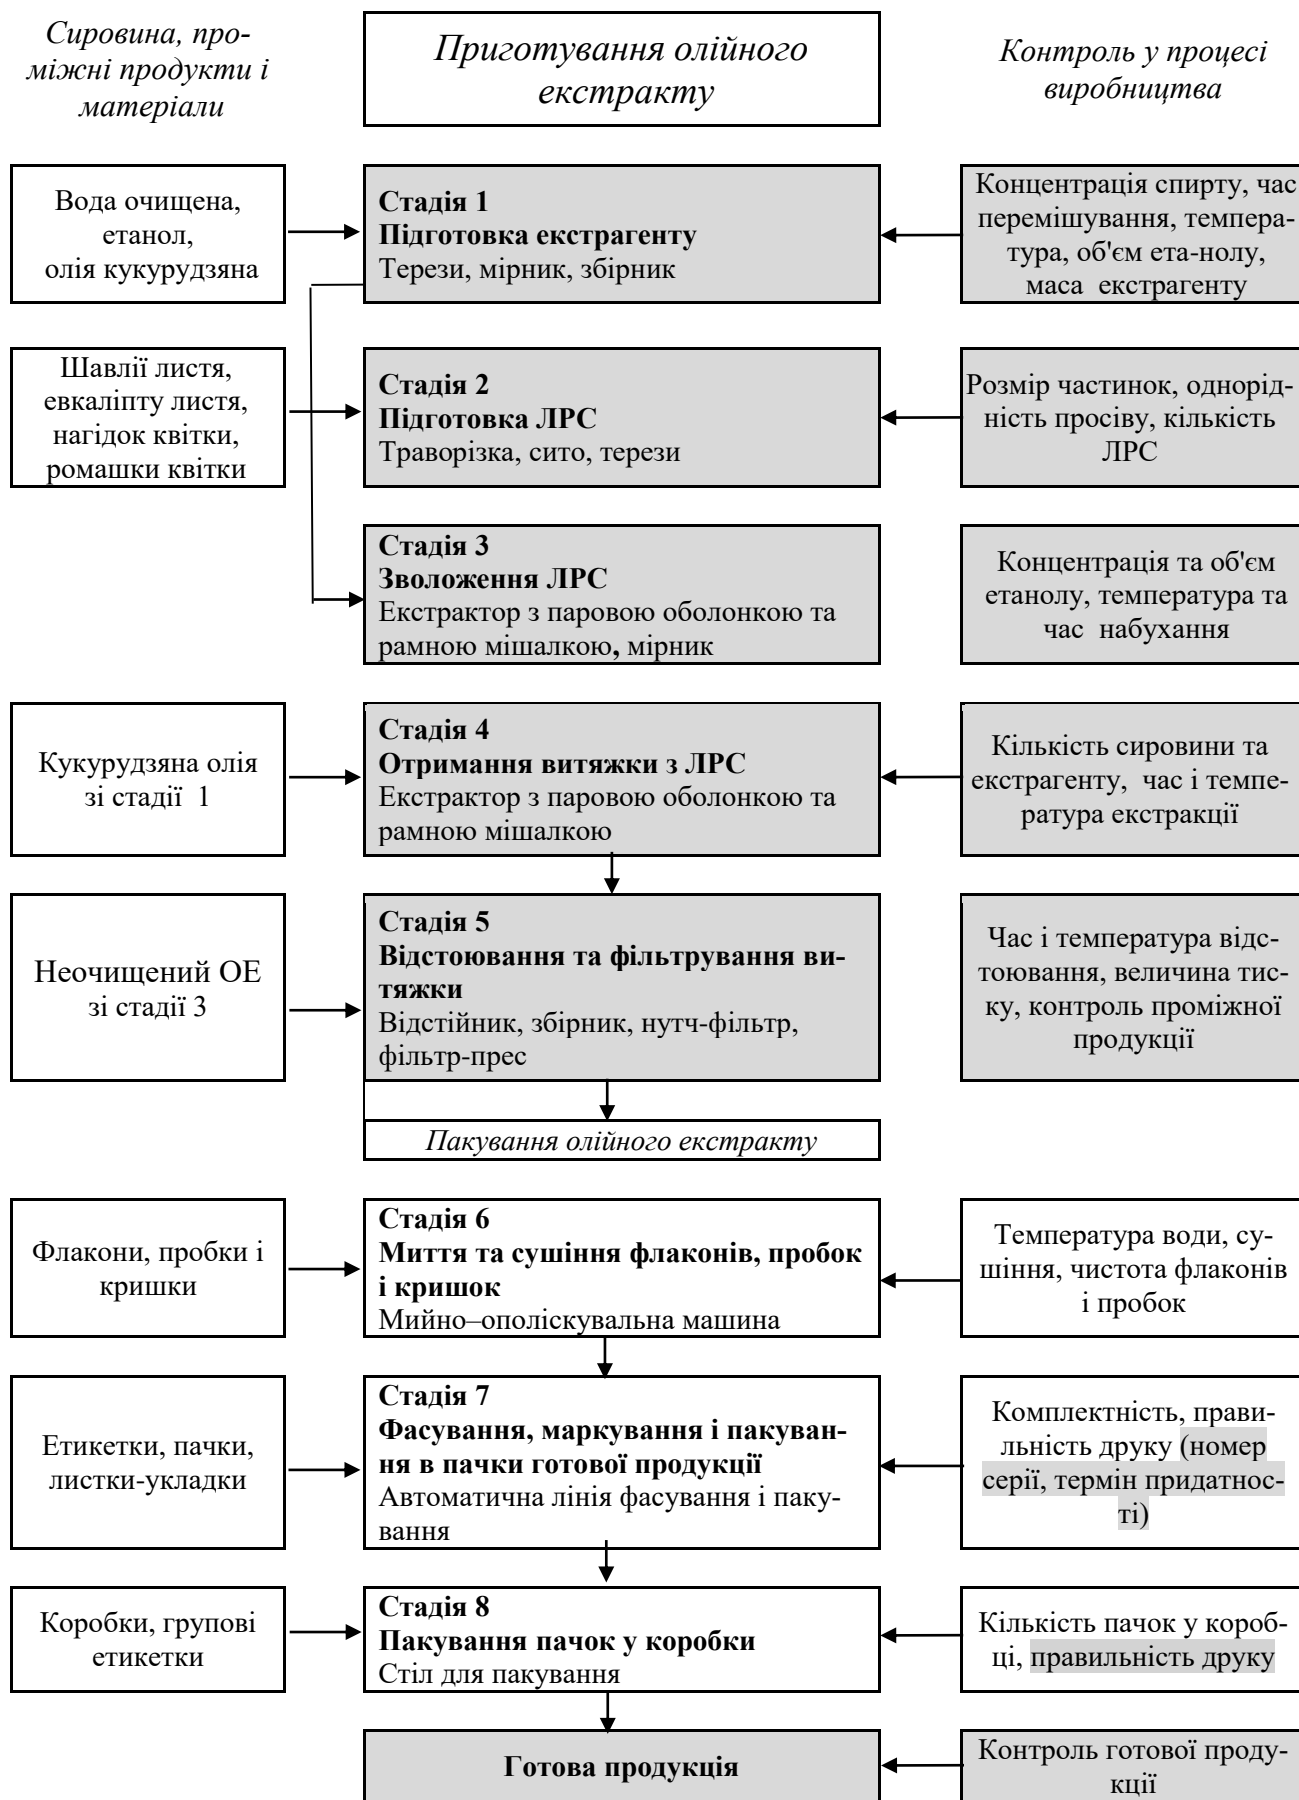 Сировина, про-
міжні продукти і
матеріали
Приготування олійного
екстракту
Контроль у процесі
виробництва
Вода очищена,
етанол,
олія кукурудзяна
Стадія 1
Підготовка екстрагенту
Терези, мірник, збірник
Концентрація спирту, час
перемішування, темпера-
тура, об'єм ета-нолу,
маса екстрагенту
Шавлії листя,
евкаліпту листя,
нагідок квітки,
ромашки квітки
Стадія 2
Підготовка ЛРС
Траворізка, сито, терези
Розмір частинок, однорід-
ність просіву, кількість
ЛРС
Стадія 3
Зволоження ЛРС
Екстрактор з паровою оболонкою та
рамною мішалкою, мірник
Концентрація та об'єм
етанолу, температура та
час набухання
Кукурудзяна олія
зі стадії 1
Стадія 4
Отримання витяжки з ЛРС
Екстрактор з паровою оболонкою та
рамною мішалкою
Кількість сировини та
екстрагенту, час і темпе-
ратура екстракції
Неочищений ОЕ
зі стадії 3
Стадія 5
Відстоювання та фільтрування ви-
тяжки
Відстійник, збірник, нутч-фільтр,
фільтр-прес
Час і температура відс-
тоювання, величина тис-
ку, контроль проміжної
продукції
Пакування олійного екстракту
Флакони, пробки і
кришки
Стадія 6
Миття та сушіння флаконів, пробок
і кришок
Мийно–ополіскувальна машина
Температура води, су-
шіння, чистота флаконів
і пробок
Етикетки, пачки,
листки-укладки
Стадія 7
Фасування, маркування і пакуван-
ня в пачки готової продукції
Автоматична лінія фасування і паку-
вання
Комплектність, прави-
льність друку (номер
серії, термін придатнос-
ті)
Коробки, групові
етикетки
Стадія 8
Пакування пачок у коробки
Стіл для пакування
Кількість пачок у короб-
ці, правильність друку
Готова продукція
Контроль готової проду-
кції